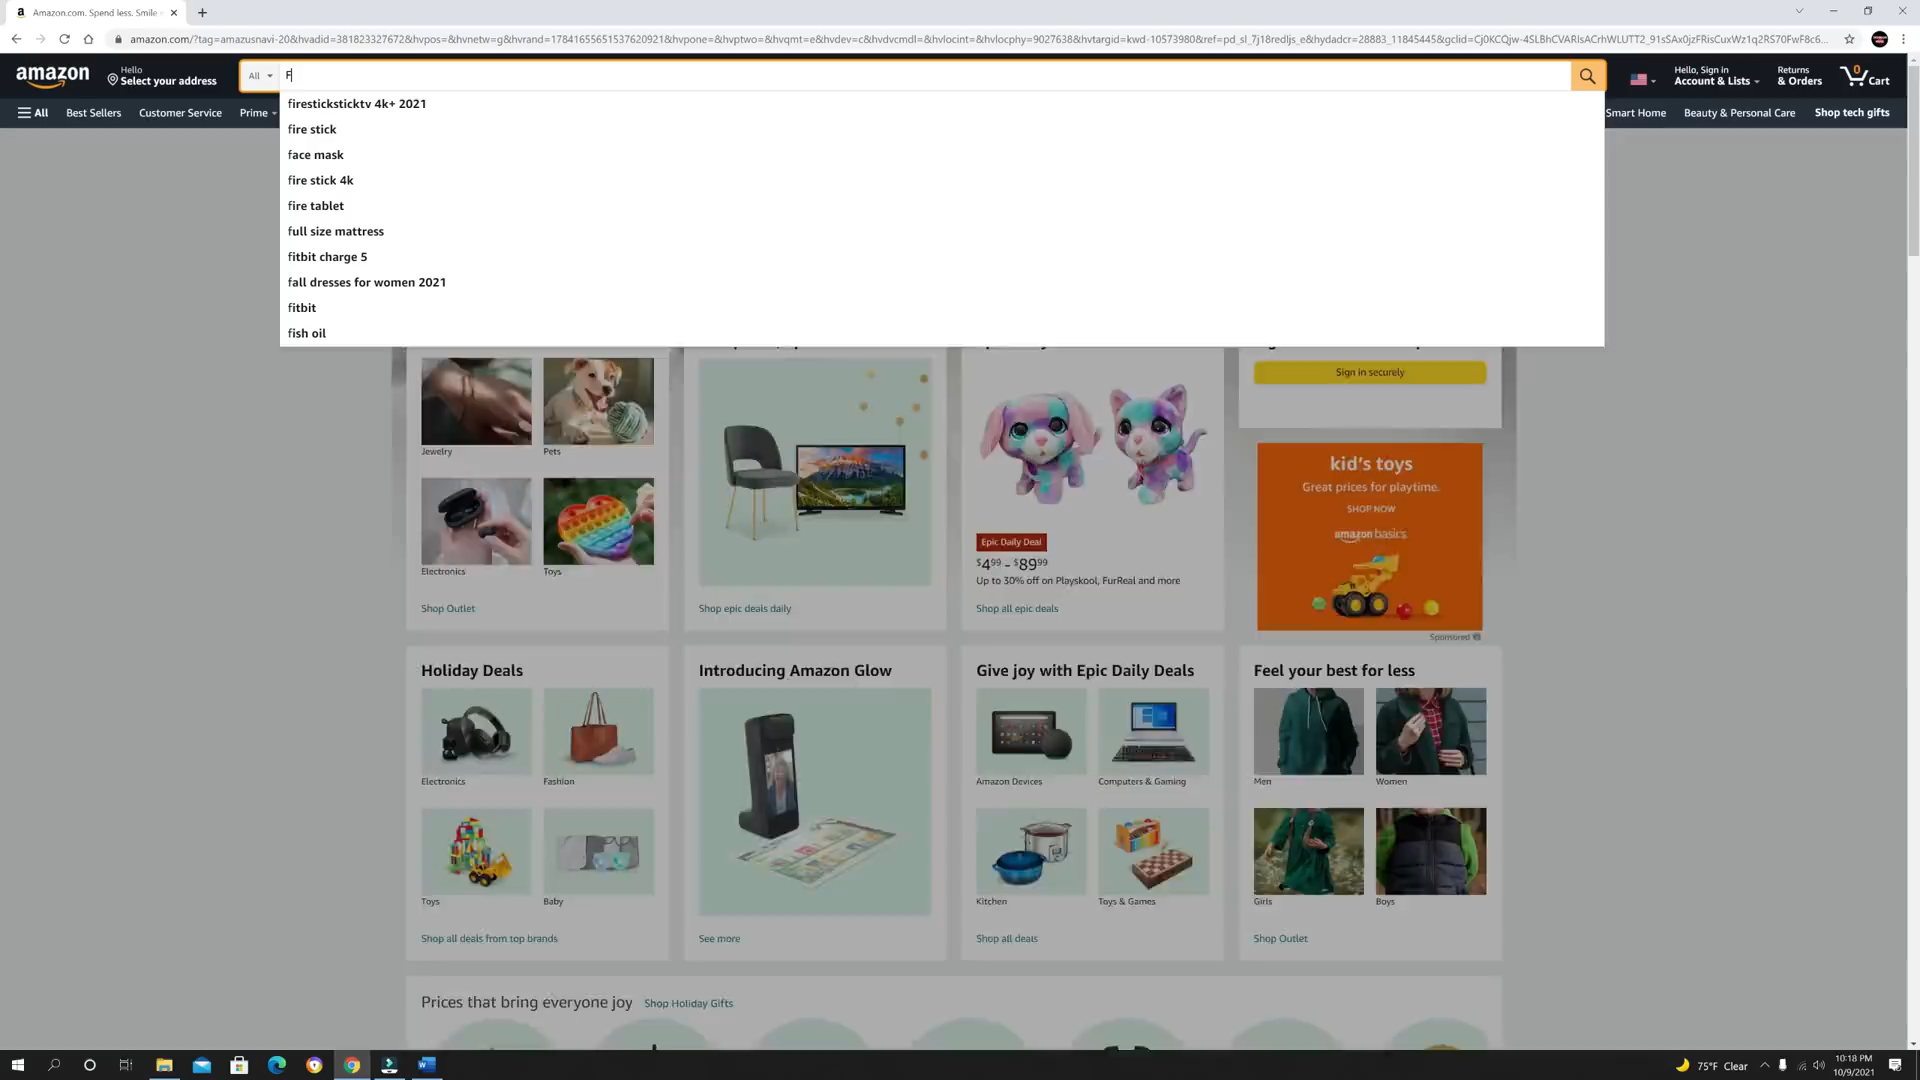 Amazon.com. Spend less. Smile
amazon.com/?tag=amazusnavi-20&hvadid=381823327672&hvpos=&hvnetw=g&hvrand=17841655651537620921&hvpone=&hvptwo=&hvqmt=e&hvdev=c&hvdvcmdl=&hvlocint=&hvlocphy=9027638&hvtargid=kwd-10573980&ref=pd_sl_7j18redljs_e&hydadcr=28883_11845445&gclid=Cj0KCQjw-4SLBhCVARIsACrhWLUTT2_91sSAx0jzFRisCuxWz1q2RS70FwF8c6...
amazon
Hello
Select your address
All
F
Hello, Sign in
Account & Lists
Returns
& Orders
0
Cart
All
Best Sellers
Customer Service
Prime
Smart Home
Beauty & Personal Care
Shop tech gifts
firesticksticktv 4k+ 2021
fire stick
face mask
fire stick 4k
fire tablet
full size mattress
fitbit charge 5
fall dresses for women 2021
fitbit
fish oil
Jewelry
Pets
Electronics
Toys
Shop Outlet
Shop epic deals daily
Epic Daily Deal
$4.99 - $89.99
Up to 30% off on Playskool, FurReal and more
Shop all epic deals
Sign in securely
kid's toys
Great prices for playtime.
SHOP NOW
amazon basics
Sponsored
Holiday Deals
Electronics
Fashion
Toys
Baby
Shop all deals from top brands
Introducing Amazon Glow
See more
Give joy with Epic Daily Deals
Amazon Devices
Computers & Gaming
Kitchen
Toys & Games
Shop all deals
Feel your best for less
Men
Women
Girls
Boys
Shop Outlet
Prices that bring everyone joy
Shop Holiday Gifts
75°F Clear
10:18 PM
10/9/2021